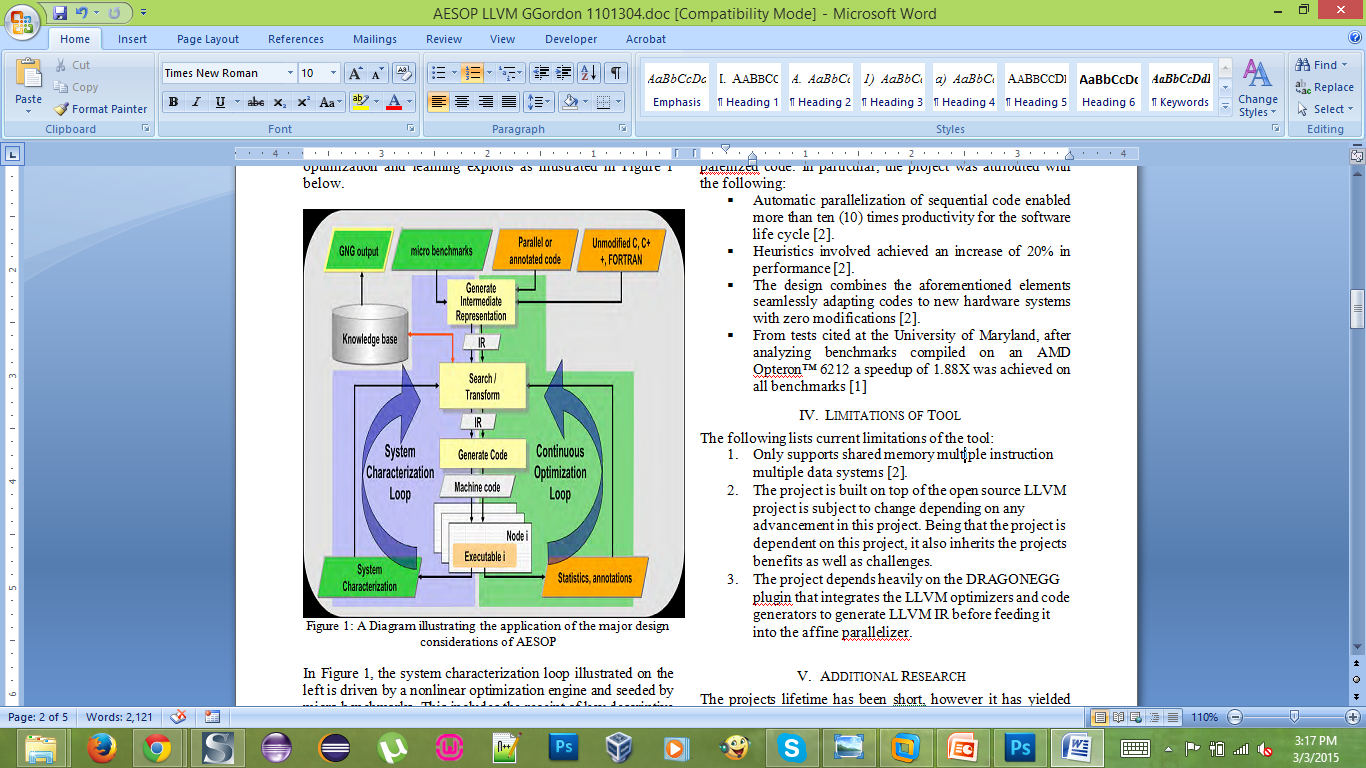 AESOP LLVM GGordon 1101304.doc [Compatibility Mode] - Microsoft Word
Home Insert Page Layout References Mailings Review View Developer Acrobat
Paste
Cut
Copy
Format Painter
Clipboard
Times New Roman 10
Font
Paragraph
AaBbCcDc I. AABBCC A. AaBbCc 1) AaBbC a) AaBbC AABBCCDI AaBbCcDc AaBbCcDdI
Emphasis ¶ Heading 1 ¶ Heading 2 ¶ Heading 3 ¶ Heading 4 ¶ Heading 5 Heading 6 ¶ Keywords
Change
Styles
Styles
Find
Replace
Select
Editing
optimization and learning exploits as illustrated in Figure 1
below.
GNG output
micro benchmarks
Parallel or
annotated code
Unmodified C, C+
+, FORTRAN
Generate
Intermediate
Representation
Knowledge base
IR
Search /
Transform
IR
System
Characterization
Loop
Generate Code
Continuous
Optimization
Loop
Machine code
Node i
Executable i
System
Characterization
Statistics, annotations
Figure 1: A Diagram illustrating the application of the major design
considerations of AESOP
In Figure 1, the system characterization loop illustrated on the
left is driven by a nonlinear optimization engine and seeded by
code. In particular, the project was attributed with
the following:
▪ Automatic parallelization of sequential code enabled
more than ten (10) times productivity for the software
life cycle [2].
▪ Heuristics involved achieved an increase of 20% in
performance [2].
▪ The design combines the aforementioned elements
seamlessly adapting codes to new hardware systems
with zero modifications [2].
▪ From tests cited at the University of Maryland, after
analyzing benchmarks compiled on an AMD
Opteron™ 6212 a speedup of 1.88X was achieved on
all benchmarks [1]
IV. LIMITATIONS OF TOOL
The following lists current limitations of the tool:
1. Only supports shared memory multiple instruction
multiple data systems [2].
2. The project is built on top of the open source LLVM
project is subject to change depending on any
advancement in this project. Being that the project is
dependent on this project, it also inherits the projects
benefits as well as challenges.
3. The project depends heavily on the DRAGONEGG
plugin that integrates the LLVM optimizers and code
generators to generate LLVM IR before feeding it
into the affine parallelizer.
V. ADDITIONAL RESEARCH
The projects lifetime has been short, however it has yielded
Page: 2 of 5 Words: 2,121 110%
3:17 PM
3/3/2015